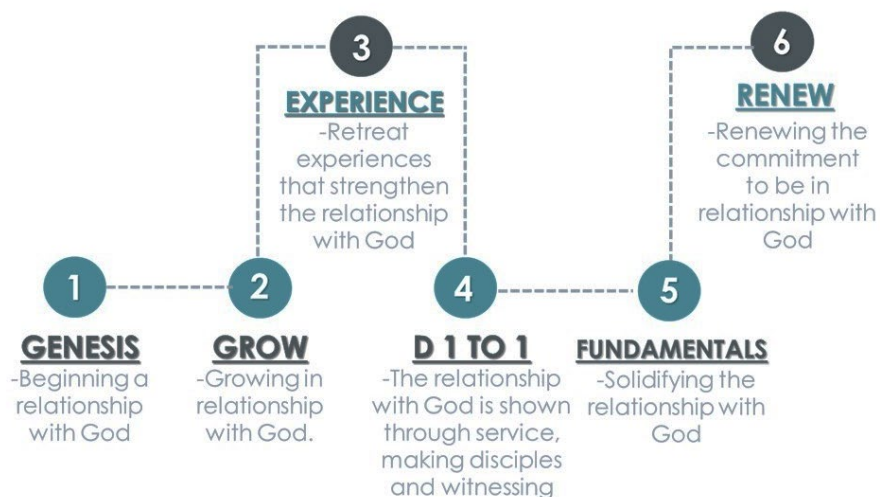 1
GENESIS
-Beginning a
relationship
with God
2
GROW
-Growing in
relationship
with God.
3
EXPERIENCE
-Retreat
experiences
that strengthen
the relationship
with God
4
D 1 TO 1
-The relationship
with God is shown
through service,
making disciples
and witnessing
5
FUNDAMENTALS
-Solidifying the
relationship with
God
6
RENEW
-Renewing the
commitment
to be in
relationship with
God